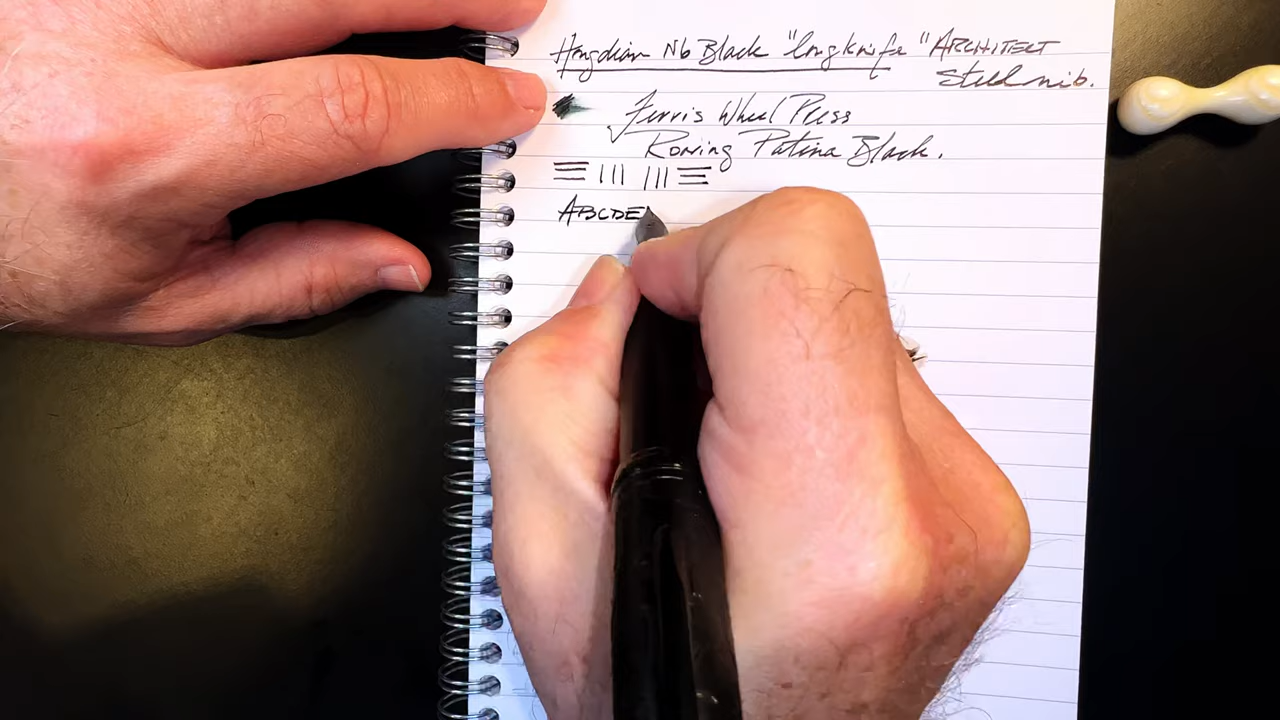 Hongdian N6 Black "longknife" "ARCHITECT
Steel nib.
Ferris Wheel Press
Roaring Patina Black.
ABCDE